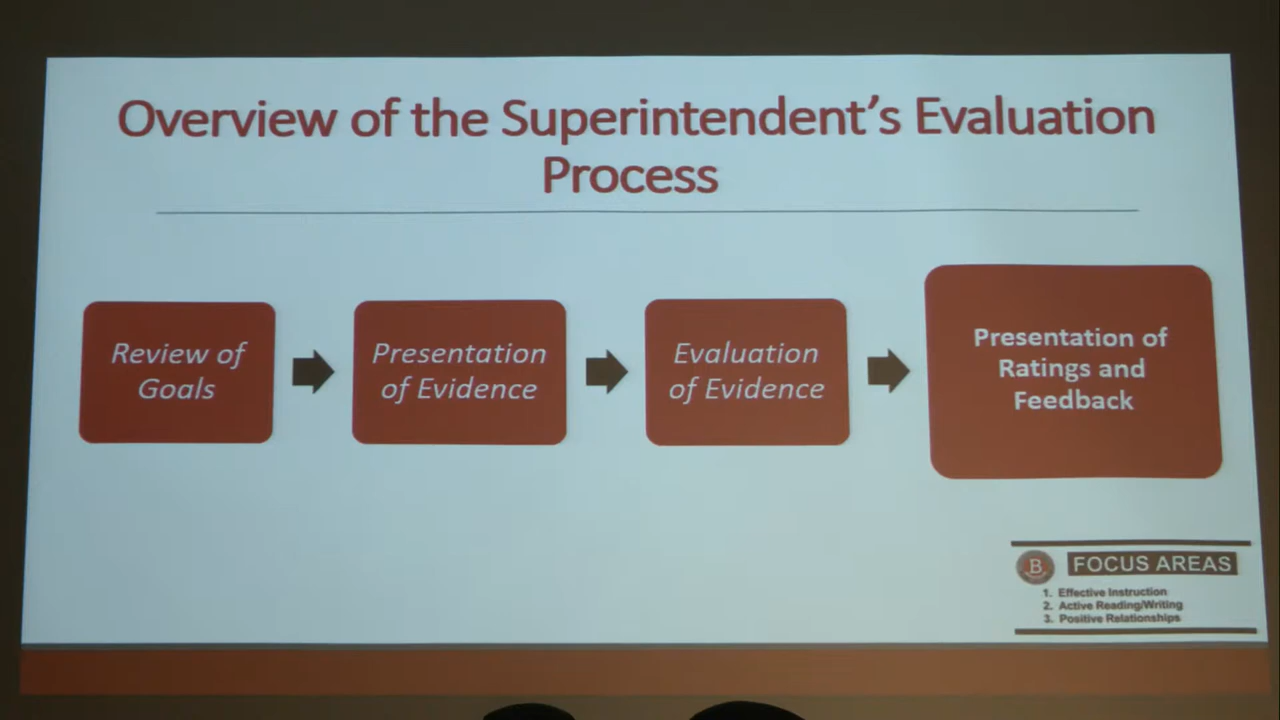 Overview of the Superintendent's Evaluation
Process
Review of
Goals
Presentation
of Evidence
Evaluation
of Evidence
Presentation of
Ratings and
Feedback
B
FOCUS AREAS
1. Effective Instruction
2. Active Reading/Writing
3. Positive Relationships